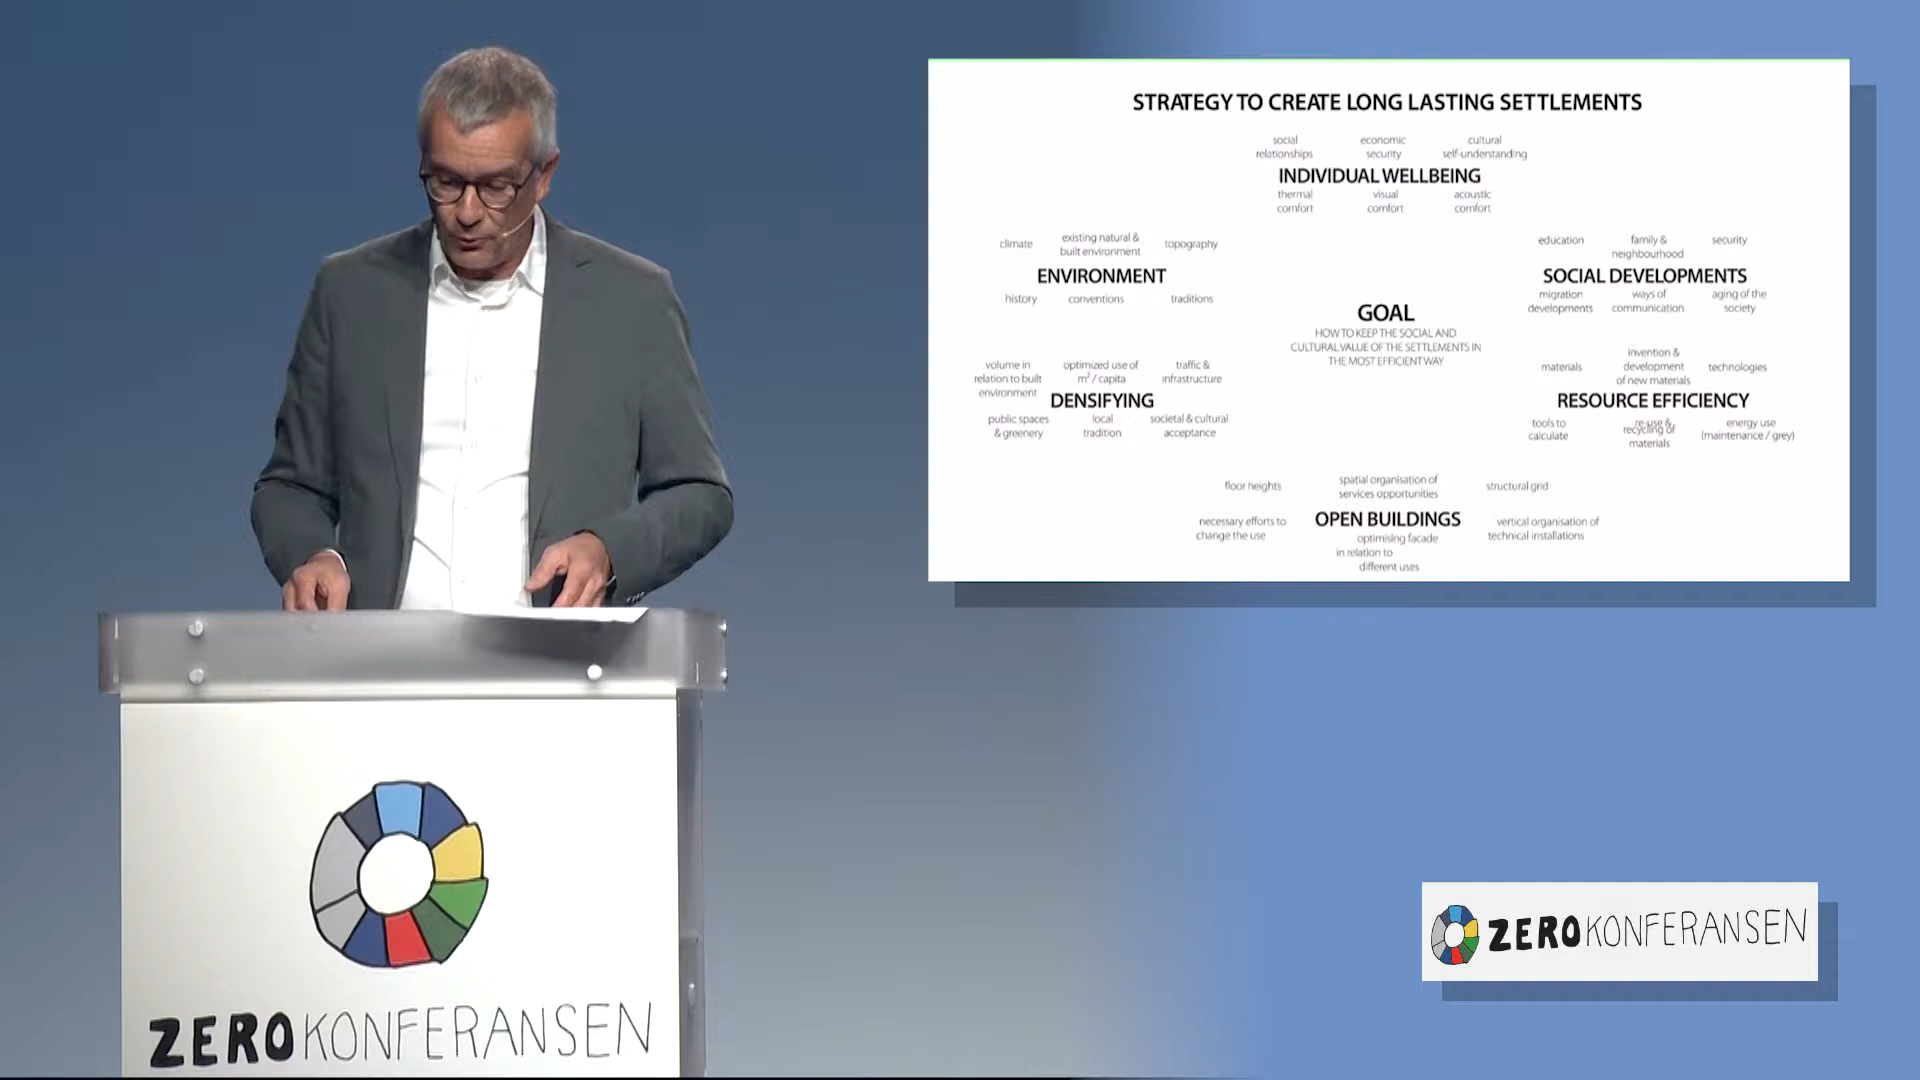 STRATEGY TO CREATE LONG LASTING SETTLEMENTS
social relationships
economic security
cultural self-understanding
INDIVIDUAL WELLBEING
thermal comfort
visual comfort
acoustic comfort
climate
existing natural & built environment
topography
ENVIRONMENT
history
conventions
traditions
education
family & neighbourhood
security
SOCIAL DEVELOPMENTS
migration developments
ways of communication
aging of the society
GOAL
HOW TO KEEP THE SOCIAL AND
CULTURAL VALUE OF THE SETTLEMENTS IN
THE MOST EFFICIENT WAY
volume in relation to built environment
optimized use of m² / capita
traffic & infrastructure
DENSIFYING
public spaces & greenery
local tradition
societal & cultural acceptance
materials
invention & development of new materials
technologies
RESOURCE EFFICIENCY
tools to calculate
re-use & recycling of materials
energy use (maintenance / grey)
floor heights
spatial organisation of services opportunities
structural grid
necessary efforts to change the use
OPEN BUILDINGS
vertical organisation of technical installations
optimising facade
in relation to
different uses
ZEROKONFERANSEN
ZEROKONFERANSEN